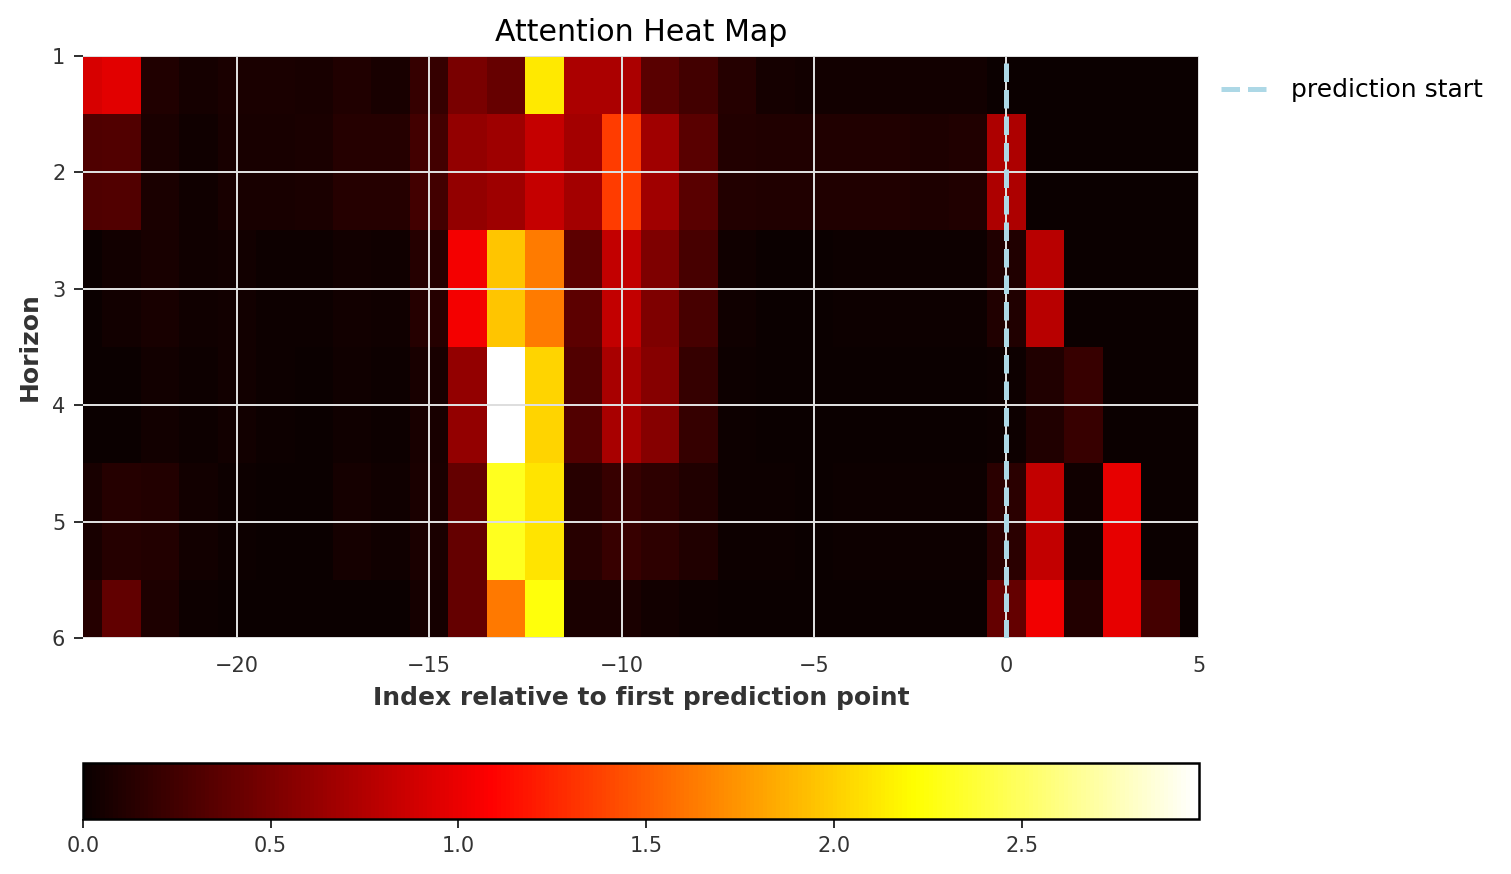 Attention Heat Map
prediction start
Horizon
1
2
3
4
5
6
−20 −15 −10 −5 0 5
Index relative to first prediction point
0.0 0.5 1.0 1.5 2.0 2.5